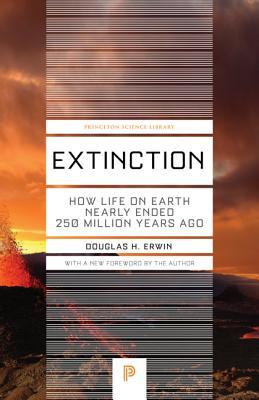 PRINCETON SCIENCE LIBRARY
EXTINCTION
HOW LIFE ON EARTH
NEARLY ENDED
250 MILLION YEARS AGO
DOUGLAS H. ERWIN
WITH A NEW FOREWORD BY THE AUTHOR
P